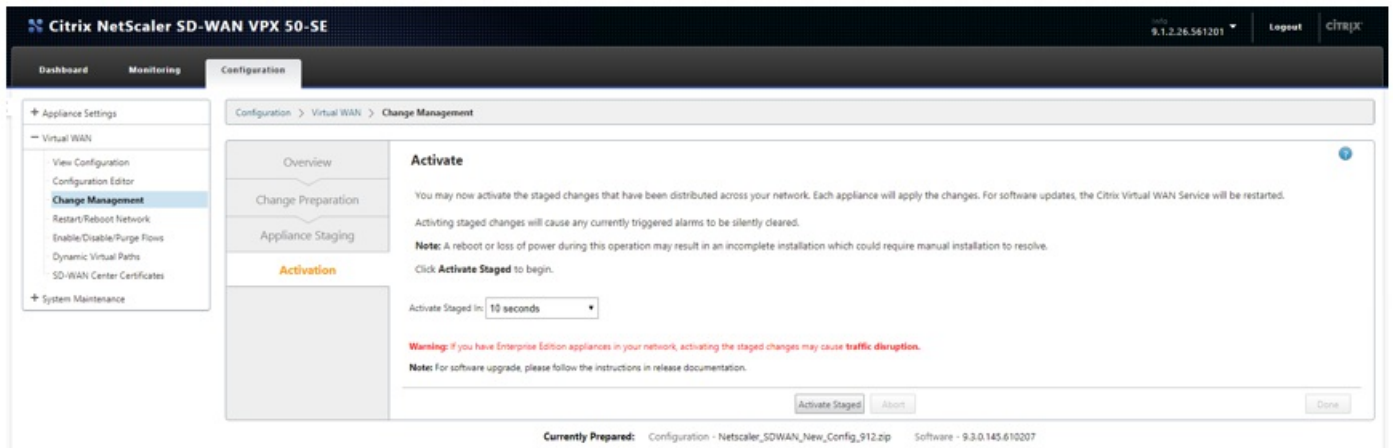 Citrix NetScaler SD-WAN VPX 50-SE
Info
9.1.2.26.561201
Logout
CITRIX
Dashboard Monitoring Configuration
+ Appliance Settings
− Virtual WAN
View Configuration
Configuration Editor
Change Management
Restart/Reboot Network
Enable/Disable/Purge Flows
Dynamic Virtual Paths
SD-WAN Center Certificates
+ System Maintenance
Configuration > Virtual WAN > Change Management
Overview
Change Preparation
Appliance Staging
Activation
Activate
?
You may now activate the staged changes that have been distributed across your network. Each appliance will apply the changes. For software updates, the Citrix Virtual WAN Service will be restarted.
Activting staged changes will cause any currently triggered alarms to be silently cleared.
Note: A reboot or loss of power during this operation may result in an incomplete installation which could require manual installation to resolve.
Click Activate Staged to begin.
Activate Staged In: 10 seconds
Warning: If you have Enterprise Edition appliances in your network, activating the staged changes may cause traffic disruption.
Note: For software upgrade, please follow the instructions in release documentation.
Activate Staged Abort Done
Currently Prepared: Configuration - Netscaler_SDWAN_New_Config_912.zip Software - 9.3.0.145.610207